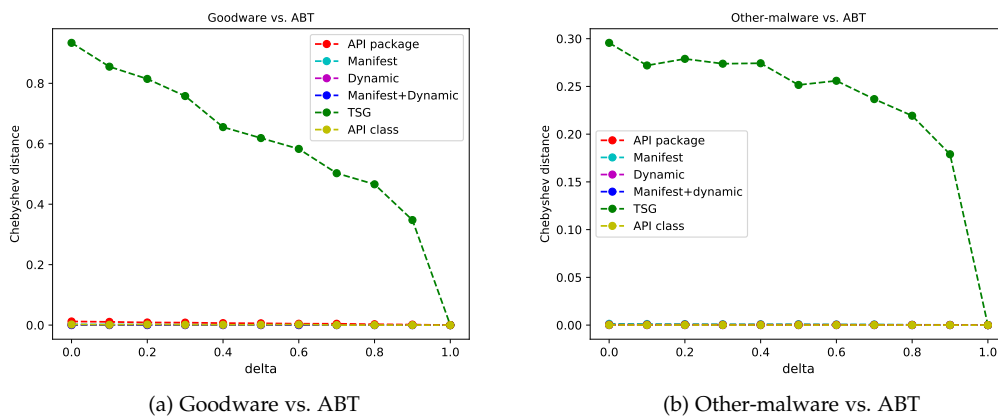 Goodware vs. ABT
Chebyshev distance
0.8
0.6
0.4
0.2
0.0
API package
Manifest
Dynamic
Manifest+Dynamic
TSG
API class
0.0 0.2 0.4 0.6 0.8 1.0
delta
(a) Goodware vs. ABT
Other-malware vs. ABT
Chebyshev distance
0.30
0.25
0.20
0.15
0.10
0.05
0.00
API package
Manifest
Dynamic
Manifest+dynamic
TSG
API class
0.0 0.2 0.4 0.6 0.8 1.0
delta
(b) Other-malware vs. ABT